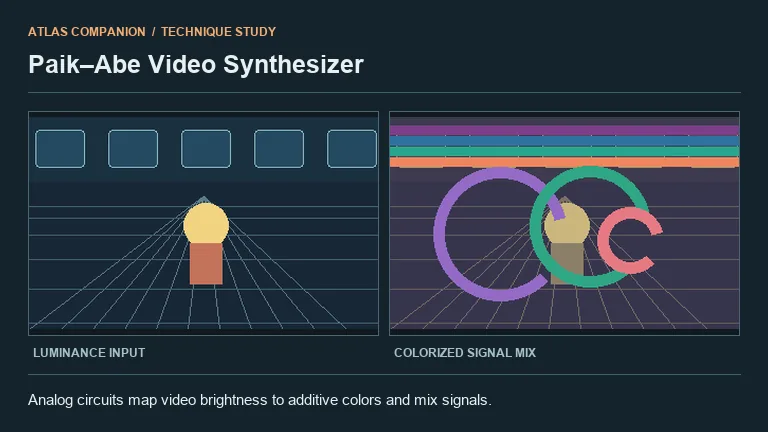 ATLAS COMPANION / TECHNIQUE STUDY
Paik–Abe Video Synthesizer
LUMINANCE INPUT
COLORIZED SIGNAL MIX
Analog circuits map video brightness to additive colors and mix signals.